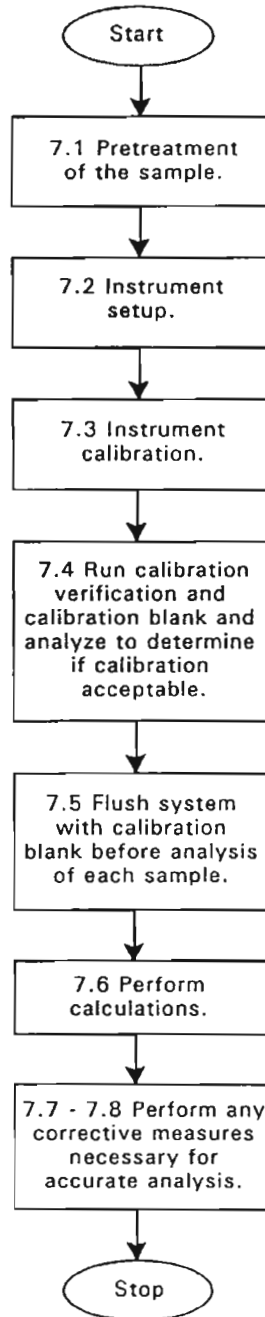 Start
7.1 Pretreatment
of the sample.
7.2 Instrument
setup.
7.3 Instrument
calibration.
7.4 Run calibration
verification and
calibration blank and
analyze to determine
if calibration
acceptable.
7.5 Flush system
with calibration
blank before analysis
of each sample.
7.6 Perform
calculations.
7.7 - 7.8 Perform any
corrective measures
necessary for
accurate analysis.
Stop